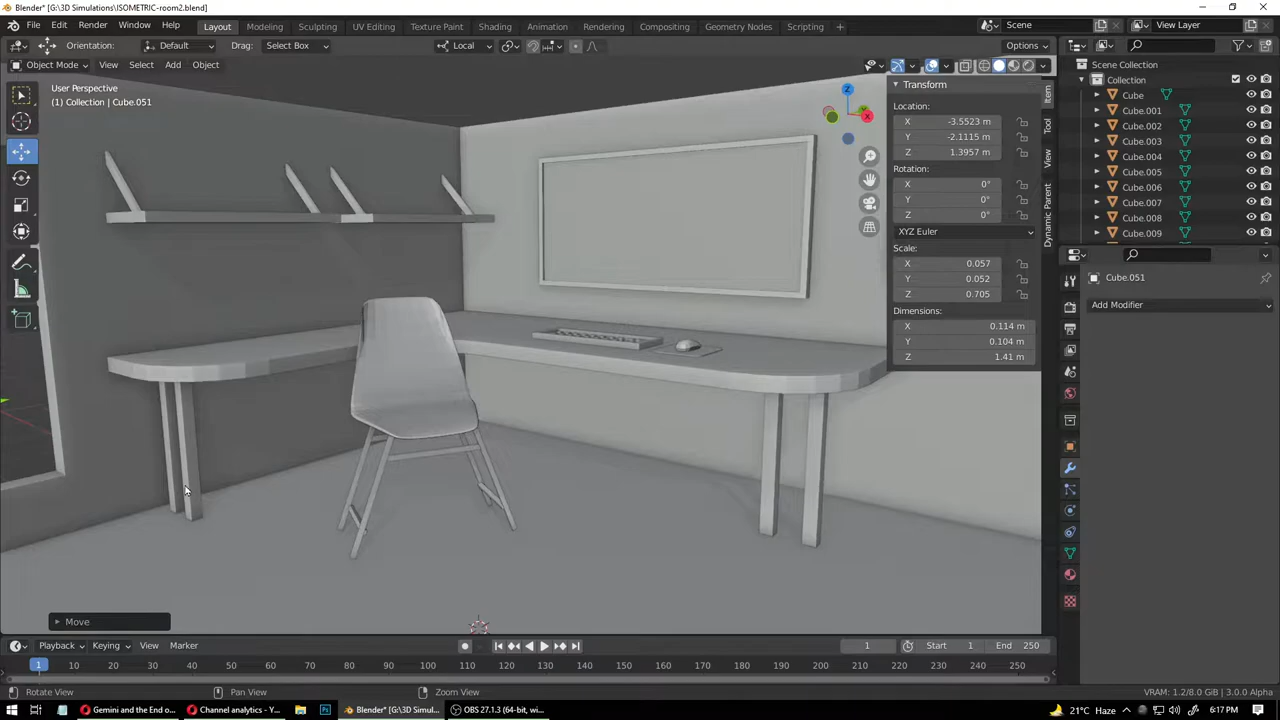 Blender* [G:\3D Simulations\ISOMETRIC-room2.blend]
File Edit Render Window Help Layout Modeling Sculpting UV Editing Texture Paint Shading Animation Rendering Compositing Geometry Nodes Scripting Scene View Layer
Orientation: Default Drag: Select Box Local Options
Object Mode View Select Add Object
User Perspective
(1) Collection | Cube.051
Transform
Location:
X -3.5523 m
Y -2.1115 m
Z 1.3957 m
Rotation:
X 0°
Y 0°
Z 0°
XYZ Euler
Scale:
X 0.057
Y 0.052
Z 0.705
Dimensions:
X 0.114 m
Y 0.104 m
Z 1.41 m
Item
Tool
View
Dynamic Parent
Scene Collection
Collection
Cube
Cube.001
Cube.002
Cube.003
Cube.004
Cube.005
Cube.006
Cube.007
Cube.008
Cube.009
Cube.051
Add Modifier
Move
Playback Keying View Marker 1 Start 1 End 250
1 10 20 30 40 50 60 70 80 90 100 110 120 130 140 150 160 170 180 190 200 210 220 230 240 250
Rotate View Pan View Zoom View VRAM: 1.2/8.0 GiB | 3.0.0 Alpha
Gemini and the End o... Channel analytics - Y... Blender* [G:\3D Simul... OBS 27.1.3 (64-bit, wi... 21°C Haze 6:17 PM